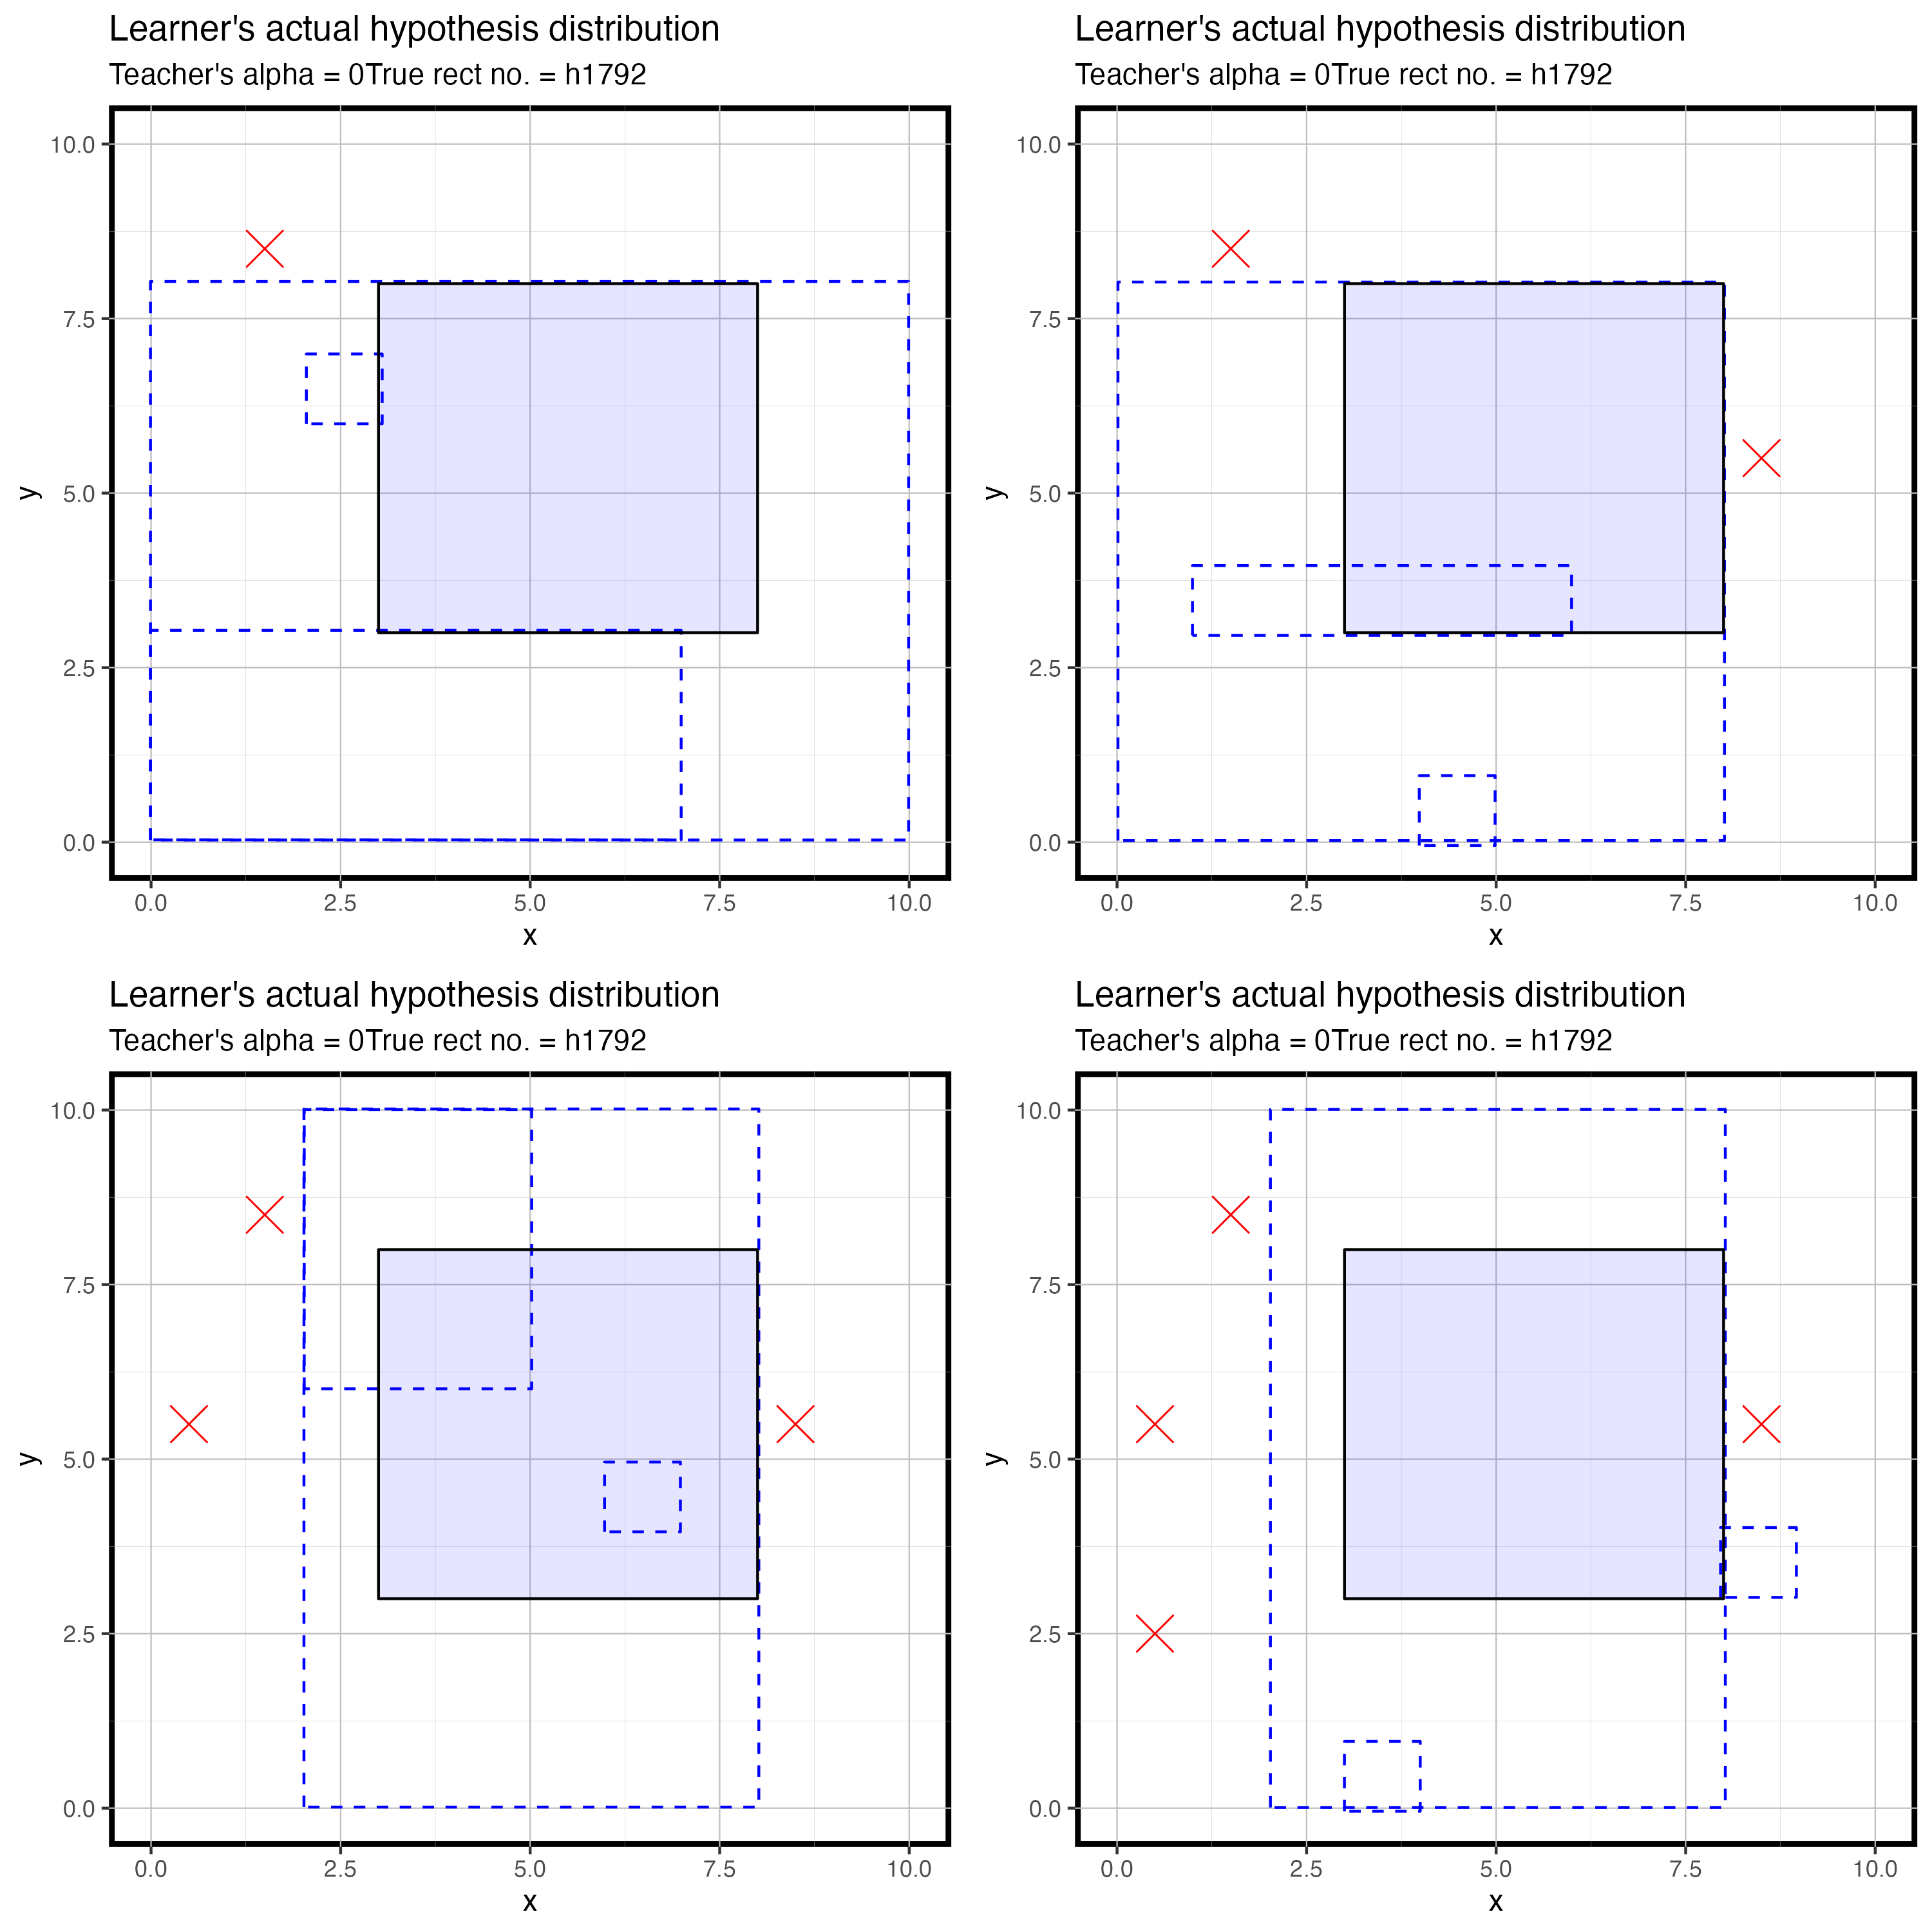 Learner's actual hypothesis distribution
Teacher's alpha = 0True rect no. = h1792
10.0
7.5
5.0
2.5
0.0
y
0.0 2.5 5.0 7.5 10.0
x
Learner's actual hypothesis distribution
Teacher's alpha = 0True rect no. = h1792
10.0
7.5
5.0
2.5
0.0
y
0.0 2.5 5.0 7.5 10.0
x
Learner's actual hypothesis distribution
Teacher's alpha = 0True rect no. = h1792
10.0
7.5
5.0
2.5
0.0
y
0.0 2.5 5.0 7.5 10.0
x
Learner's actual hypothesis distribution
Teacher's alpha = 0True rect no. = h1792
10.0
7.5
5.0
2.5
0.0
y
0.0 2.5 5.0 7.5 10.0
x